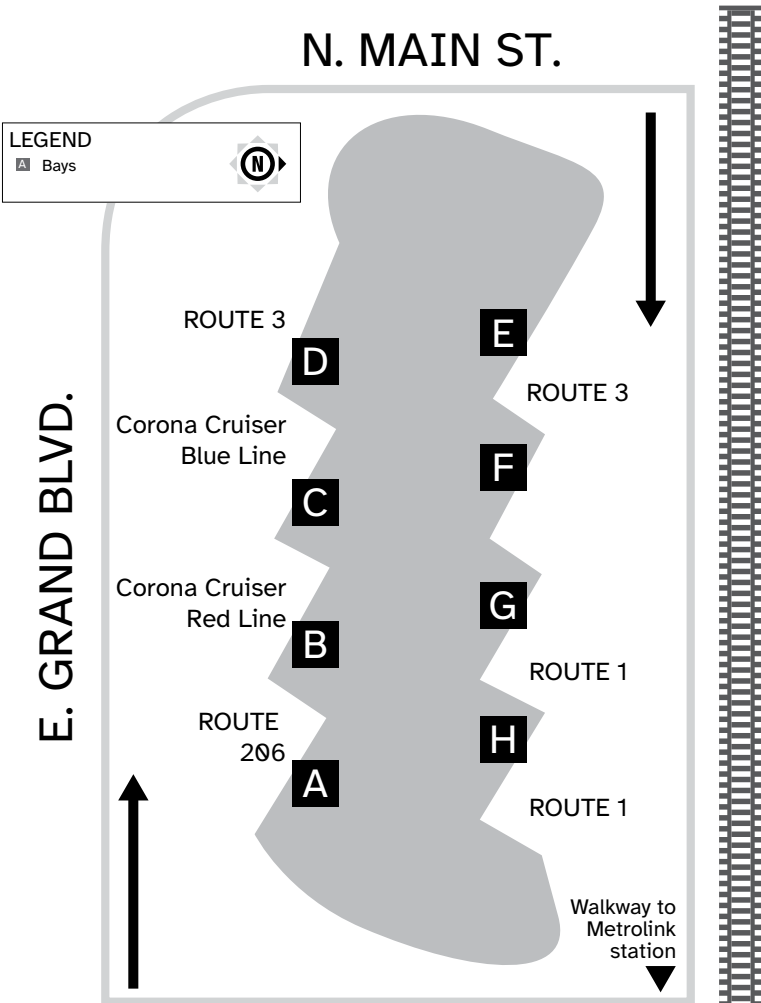 N. MAIN ST.
LEGEND
A Bays
N
E. GRAND BLVD.
ROUTE 3
D
Corona Cruiser
Blue Line
C
Corona Cruiser
Red Line
B
ROUTE
206
A
E
ROUTE 3
F
G
ROUTE 1
H
ROUTE 1
Walkway to
Metrolink
station